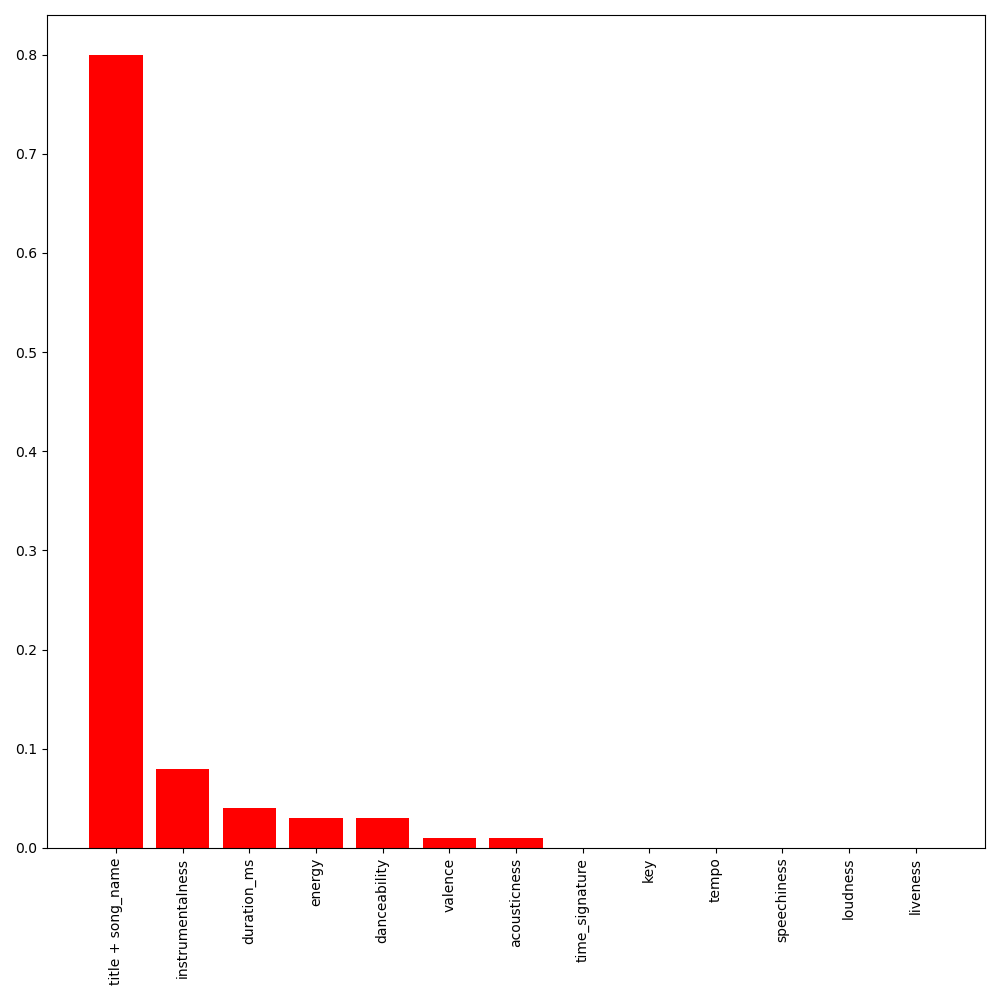 0.8
0.7
0.6
0.5
0.4
0.3
0.2
0.1
0.0
title + song_name
instrumentalness
duration_ms
energy
danceability
valence
acousticness
time_signature
key
tempo
speechiness
loudness
liveness